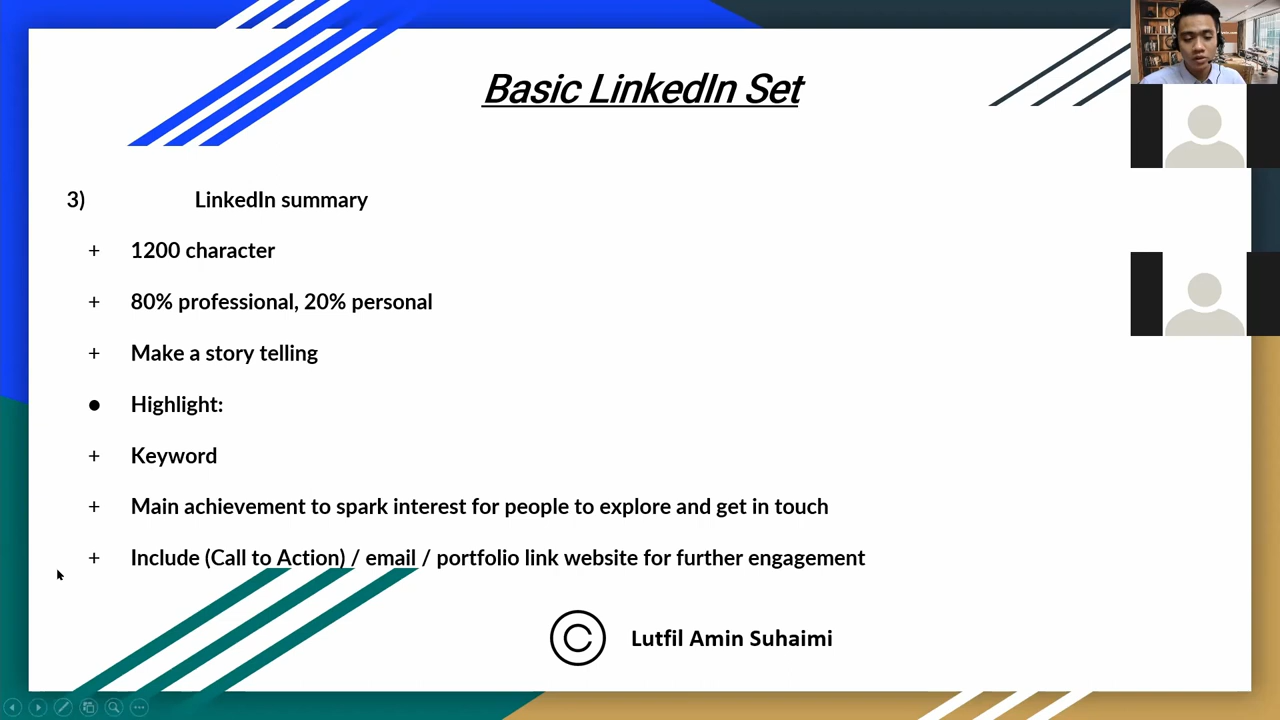 Basic LinkedIn Set
3) LinkedIn summary
+ 1200 character
+ 80% professional, 20% personal
+ Make a story telling
● Highlight:
+ Keyword
+ Main achievement to spark interest for people to explore and get in touch
+ Include (Call to Action) / email / portfolio link website for further engagement
© Lutfil Amin Suhaimi